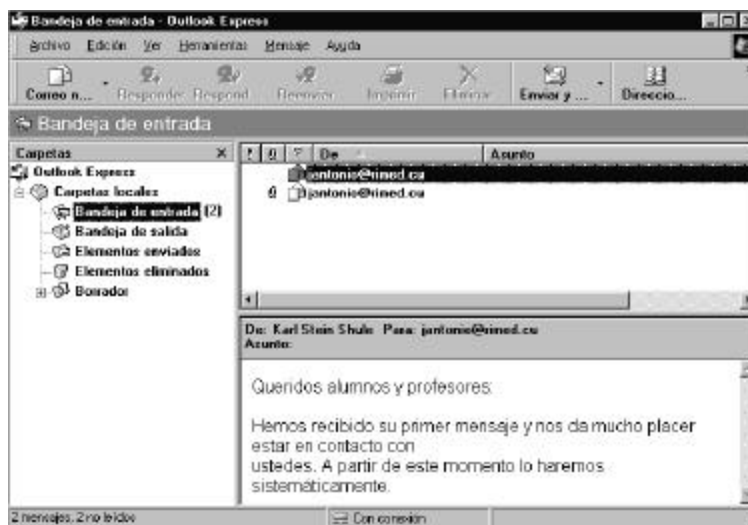 Bandeja de entrada - Outlook Express
Archivo Edición Ver Herramientas Mensaje Ayuda
Correo n... Responder Respond Reenviar Imprimir Eliminar Enviar y ... Direccio...
Bandeja de entrada
Carpetas
Outlook Express
Carpetas locales
Bandeja de entrada (2)
Bandeja de salida
Elementos enviados
Elementos eliminados
Borrador
! De Asunto
jantonio@rimed.cu
jantonio@rimed.cu
De: Karl Stein Shule Para: jantonio@rimed.cu
Asunto:
Queridos alumnos y profesores:
Hemos recibido su primer mensaje y nos da mucho placer
estar en contacto con
ustedes. A partir de este momento lo haremos
sistemáticamente.
2 mensajes, 2 no leídos Con conexión